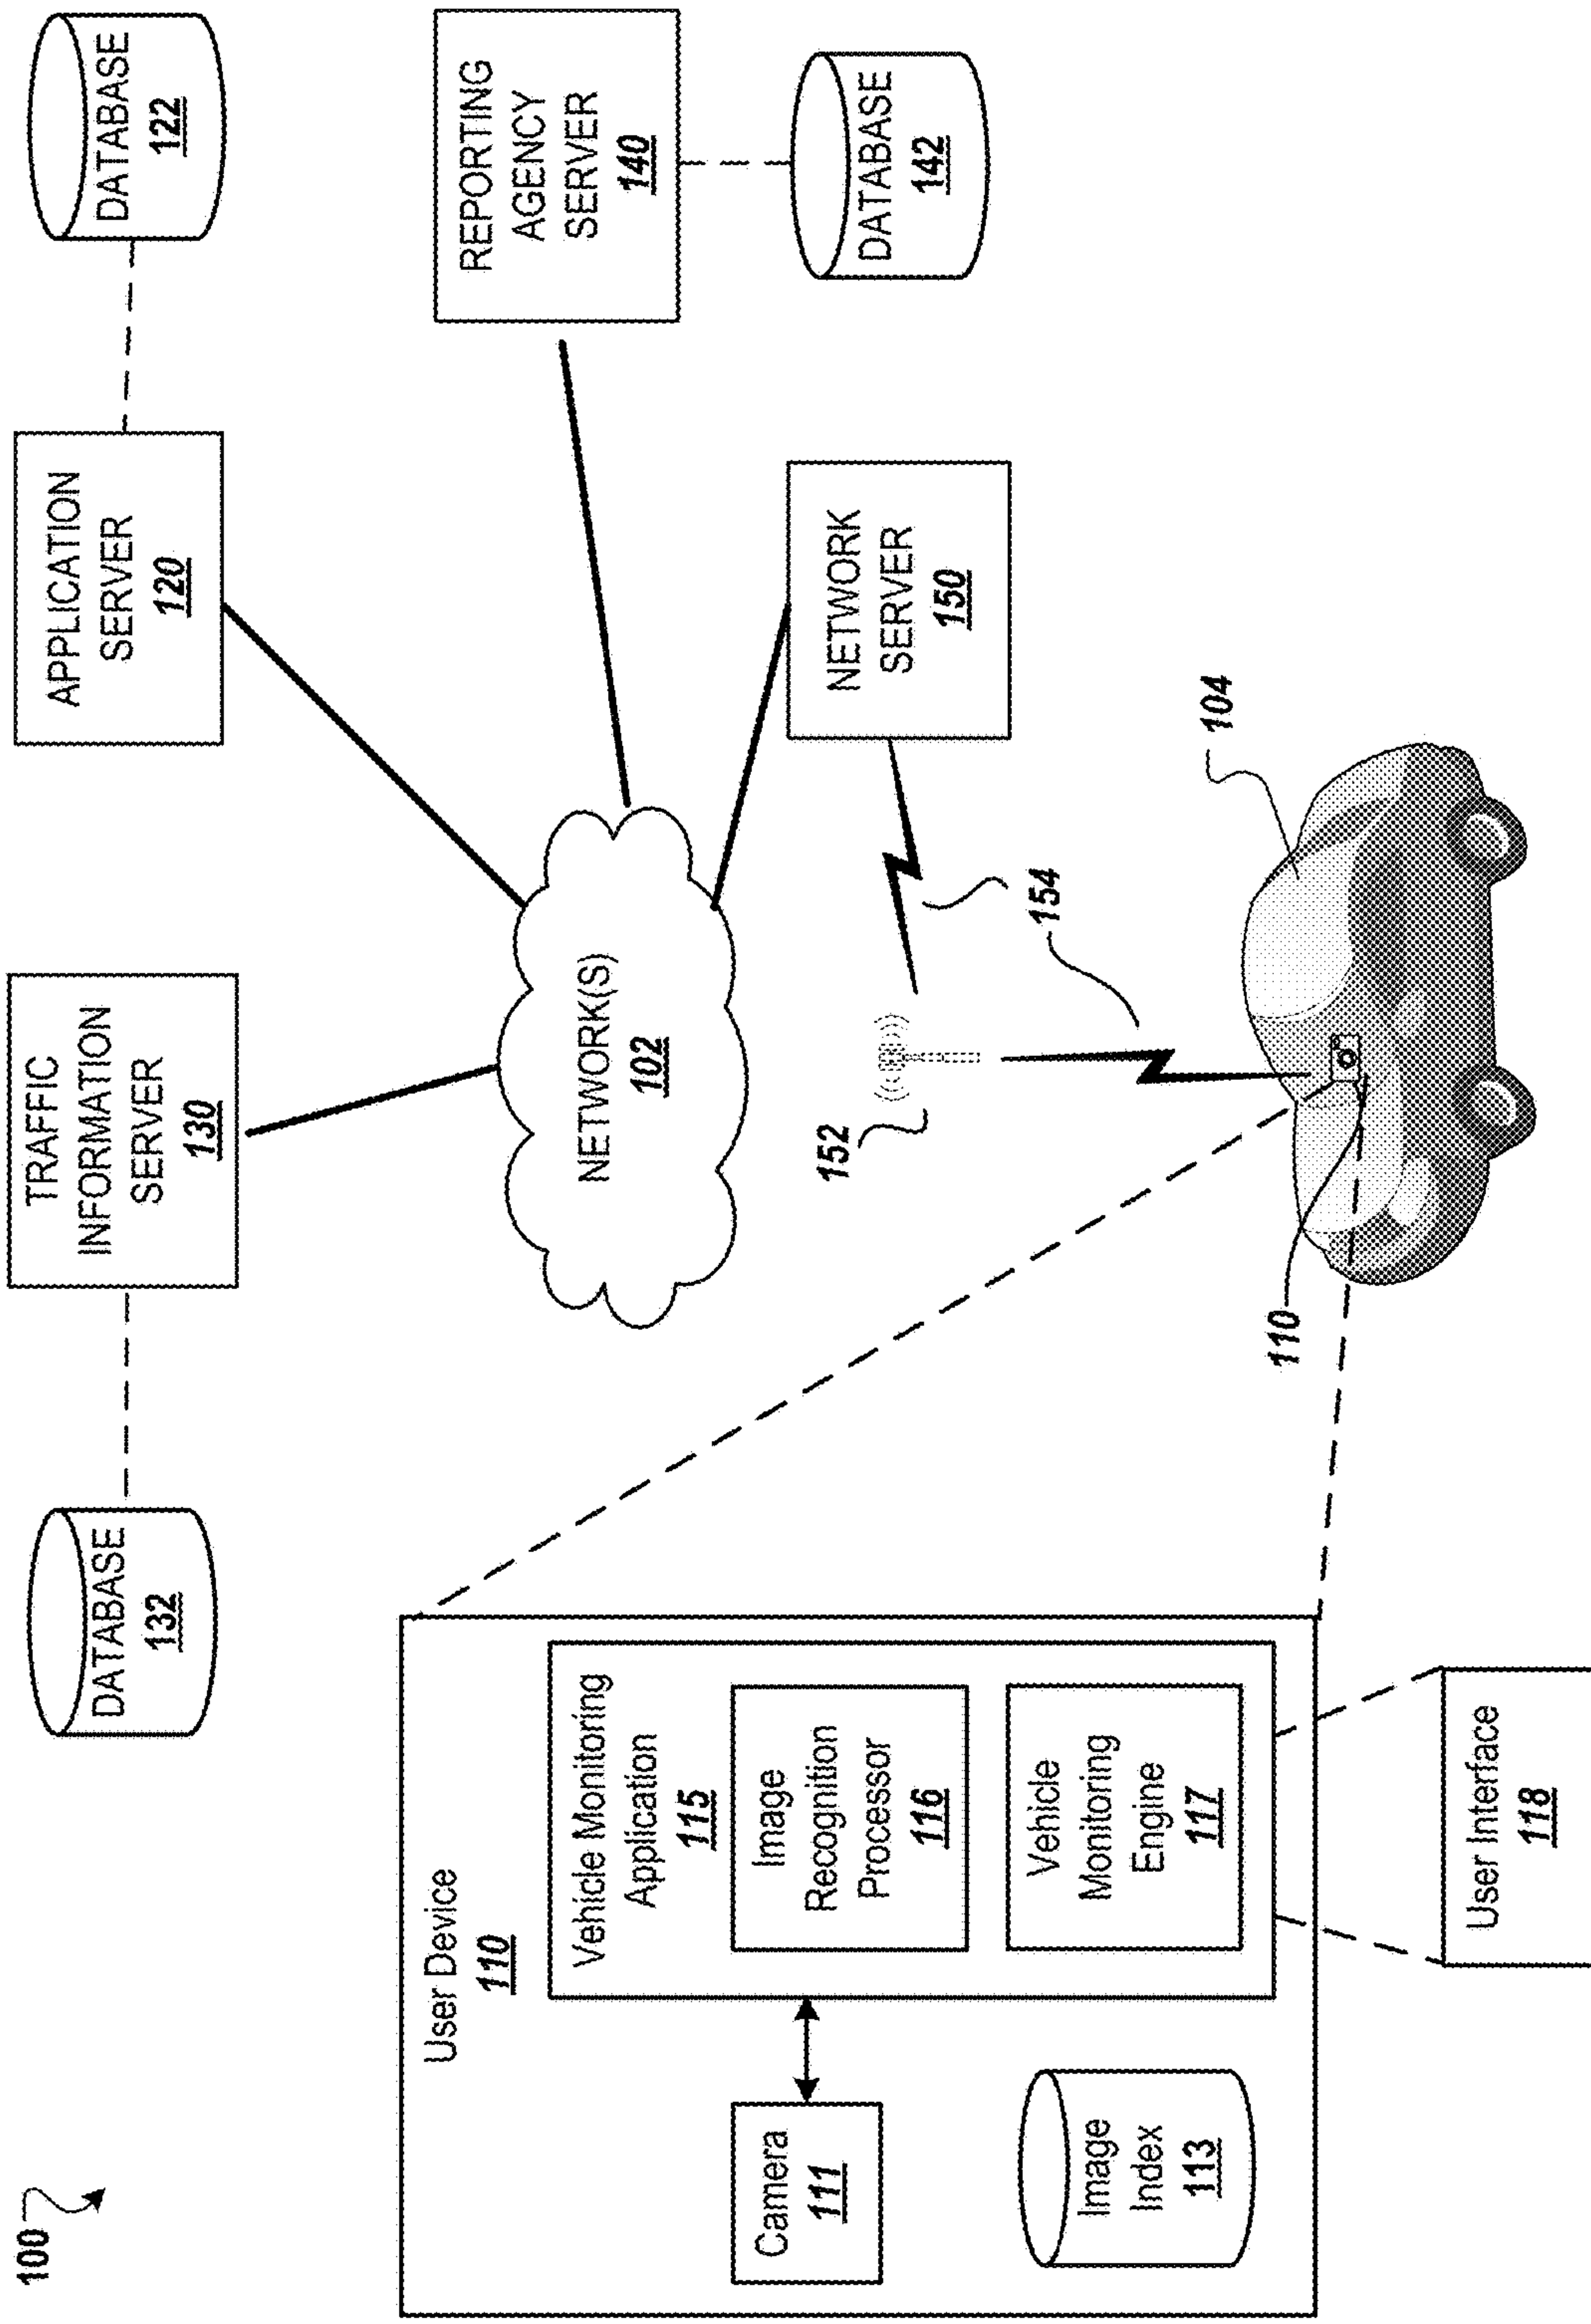 100
DATABASE
132
TRAFFIC
INFORMATION
SERVER
130
APPLICATION
SERVER
120
DATABASE
122
User Device
110
Camera
111
Image
Index
113
Vehicle Monitoring
Application
115
Image
Recognition
Processor
116
Vehicle
Monitoring
Engine
117
User Interface
118
NETWORK(S)
102
REPORTING
AGENCY
SERVER
140
DATABASE
142
NETWORK
SERVER
150
152
154
104
110